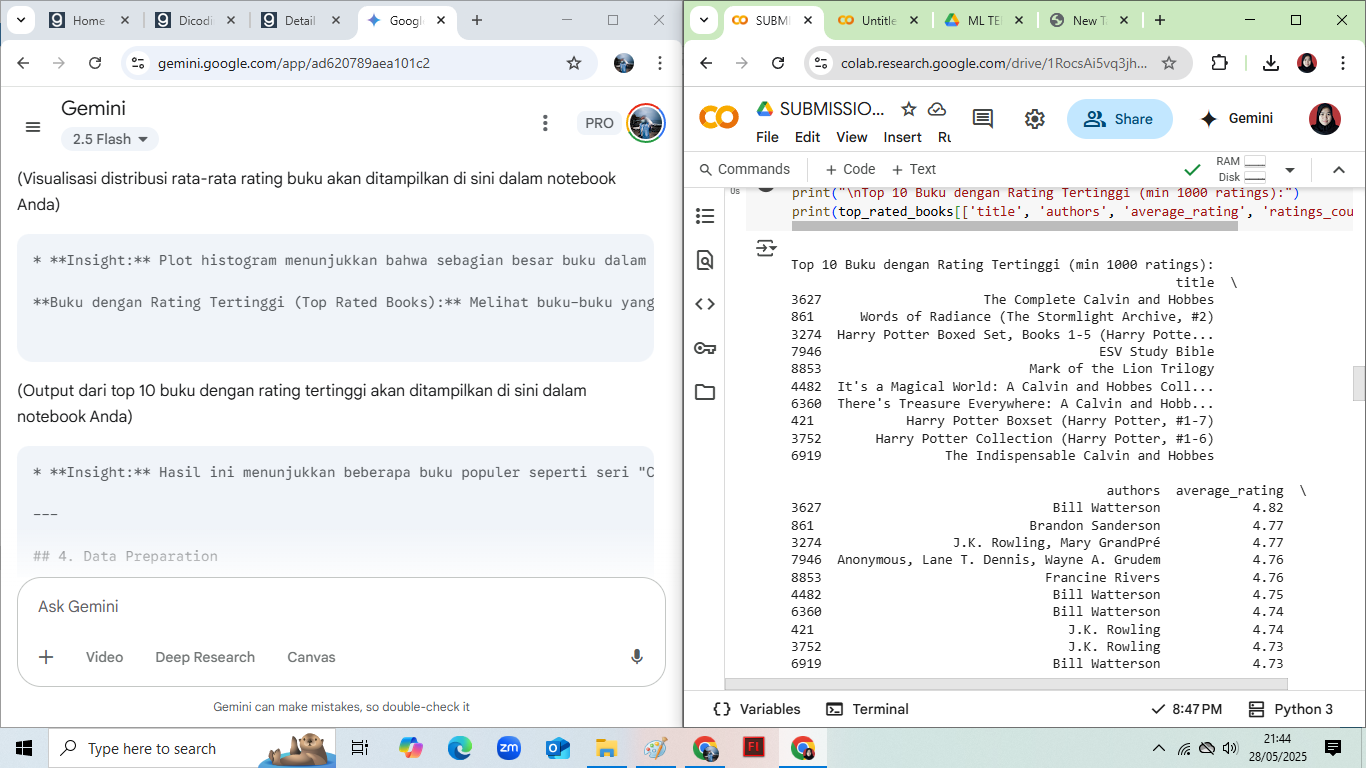 Home
Dicodi
Detail
Googl
gemini.google.com/app/ad620789aea101c2
Gemini
2.5 Flash
PRO
(Visualisasi distribusi rata-rata rating buku akan ditampilkan di sini dalam notebook
Anda)
* **Insight:** Plot histogram menunjukkan bahwa sebagian besar buku dalam
**Buku dengan Rating Tertinggi (Top Rated Books):** Melihat buku-buku yang
(Output dari top 10 buku dengan rating tertinggi akan ditampilkan di sini dalam
notebook Anda)
* **Insight:** Hasil ini menunjukkan beberapa buku populer seperti seri "C
---
## 4. Data Preparation
Ask Gemini
Video Deep Research Canvas
Gemini can make mistakes, so double-check it
SUBMI
Untitle
ML TE
New T
colab.research.google.com/drive/1RocsAi5vq3jh...
SUBMISSIO...
File Edit View Insert Ru
Share
Gemini
Commands + Code + Text
RAM
Disk
0s
print("\nTop 10 Buku dengan Rating Tertinggi (min 1000 ratings):")
print(top_rated_books[['title', 'authors', 'average_rating', 'ratings_cou
Top 10 Buku dengan Rating Tertinggi (min 1000 ratings):
title \
3627 The Complete Calvin and Hobbes
861 Words of Radiance (The Stormlight Archive, #2)
3274 Harry Potter Boxed Set, Books 1-5 (Harry Potte...
7946 ESV Study Bible
8853 Mark of the Lion Trilogy
4482 It's a Magical World: A Calvin and Hobbes Coll...
6360 There's Treasure Everywhere: A Calvin and Hobb...
421 Harry Potter Boxset (Harry Potter, #1-7)
3752 Harry Potter Collection (Harry Potter, #1-6)
6919 The Indispensable Calvin and Hobbes
authors average_rating \
3627 Bill Watterson 4.82
861 Brandon Sanderson 4.77
3274 J.K. Rowling, Mary GrandPré 4.77
7946 Anonymous, Lane T. Dennis, Wayne A. Grudem 4.76
8853 Francine Rivers 4.76
4482 Bill Watterson 4.75
6360 Bill Watterson 4.74
421 J.K. Rowling 4.74
3752 J.K. Rowling 4.73
6919 Bill Watterson 4.73
Variables Terminal
8:47 PM Python 3
Type here to search
zm
21:44
28/05/2025